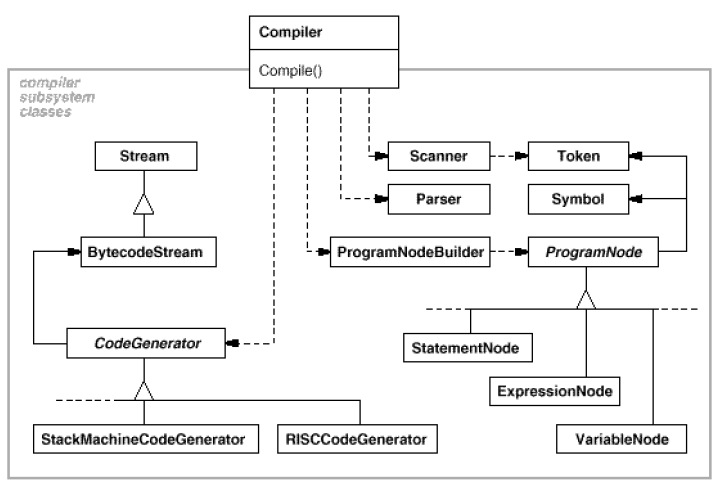 Compiler
Compile()
compiler
subsystem
classes
Stream
Scanner
Token
Parser
Symbol
BytecodeStream
ProgramNodeBuilder
ProgramNode
CodeGenerator
StatementNode
ExpressionNode
StackMachineCodeGenerator
RISCCodeGenerator
VariableNode